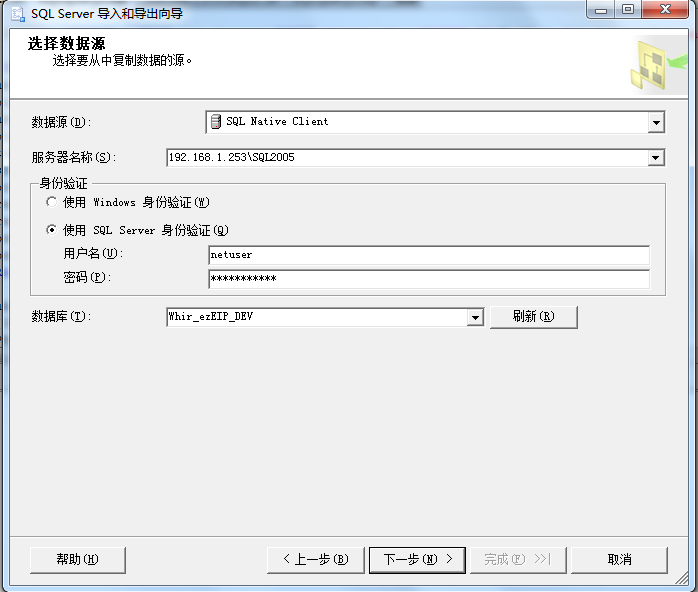 SQL Server 导入和导出向导
选择数据源
选择要从中复制数据的源。
数据源(D): SQL Native Client
服务器名称(S): 192.168.1.253\SQL2005
身份验证
使用 Windows 身份验证(W)
使用 SQL Server 身份验证(Q)
用户名(U): netuser
密码(P): ***********
数据库(T): Whir_ezEIP_DEV 刷新(R)
帮助(H) < 上一步(B) 下一步(N) > 完成(F) >>| 取消